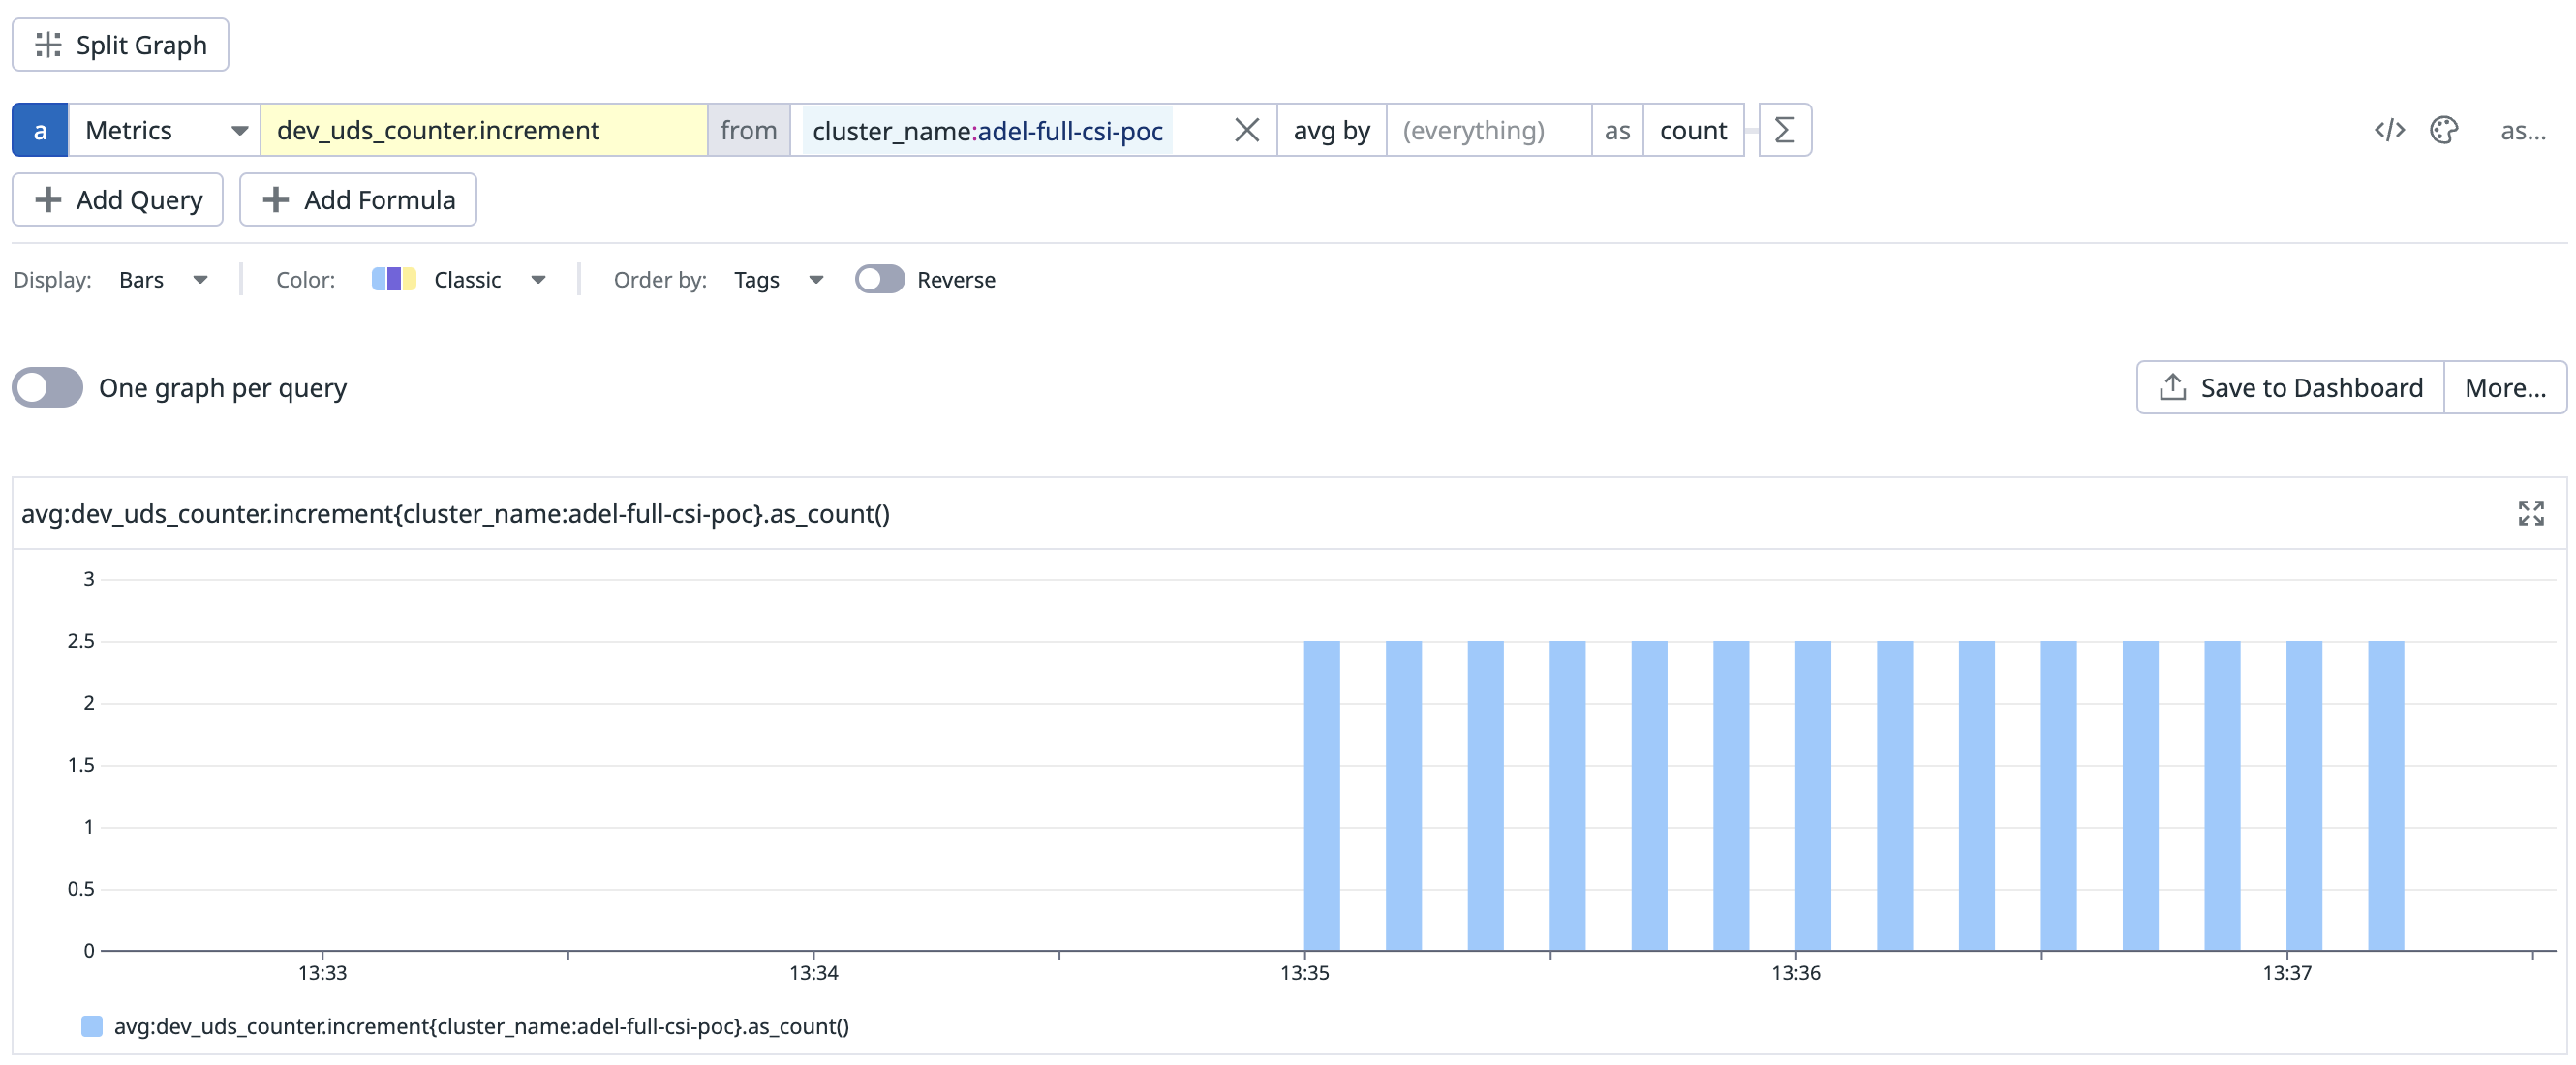 Split Graph
a Metrics dev_uds_counter.increment from cluster_name:adel-full-csi-poc avg by (everything) as count Σ </> as...
Add Query Add Formula
Display: Bars Color: Classic Order by: Tags Reverse
One graph per query Save to Dashboard More...
avg:dev_uds_counter.increment{cluster_name:adel-full-csi-poc}.as_count()
3
2.5
2
1.5
1
0.5
0
13:33 13:34 13:35 13:36 13:37
avg:dev_uds_counter.increment{cluster_name:adel-full-csi-poc}.as_count()